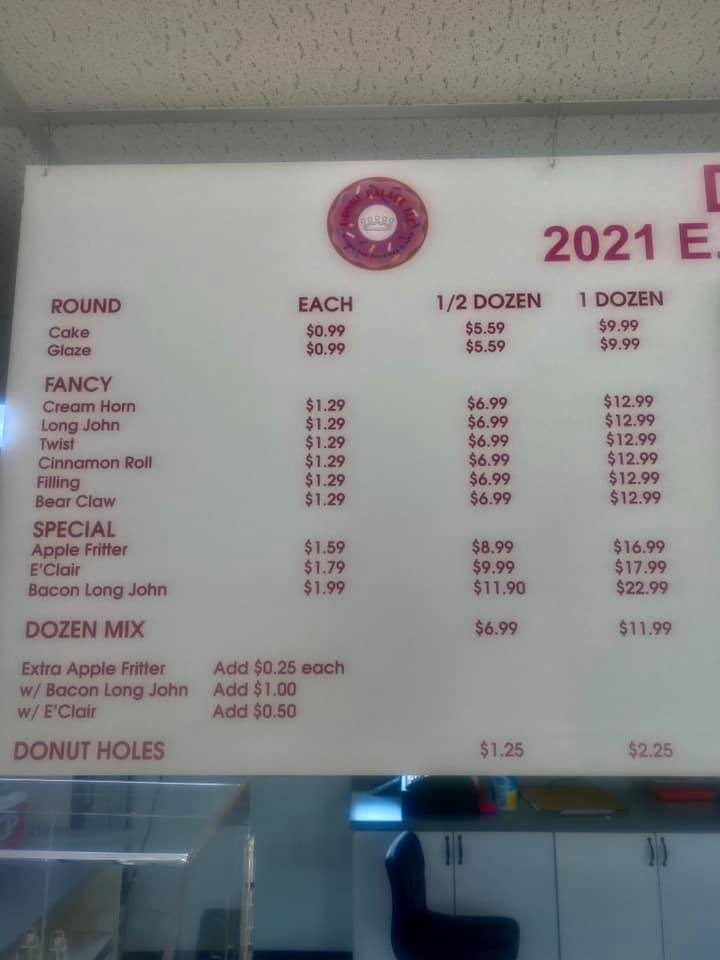 DONUT PALACE
D
2021 E.
ROUND EACH 1/2 DOZEN 1 DOZEN
Cake $0.99 $5.59 $9.99
Glaze $0.99 $5.59 $9.99
FANCY
Cream Horn $1.29 $6.99 $12.99
Long John $1.29 $6.99 $12.99
Twist $1.29 $6.99 $12.99
Cinnamon Roll $1.29 $6.99 $12.99
Filling $1.29 $6.99 $12.99
Bear Claw $1.29 $6.99 $12.99
SPECIAL
Apple Fritter $1.59 $8.99 $16.99
E'Clair $1.79 $9.99 $17.99
Bacon Long John $1.99 $11.90 $22.99
DOZEN MIX $6.99 $11.99
Extra Apple Fritter Add $0.25 each
w/ Bacon Long John Add $1.00
w/ E'Clair Add $0.50
DONUT HOLES $1.25 $2.25